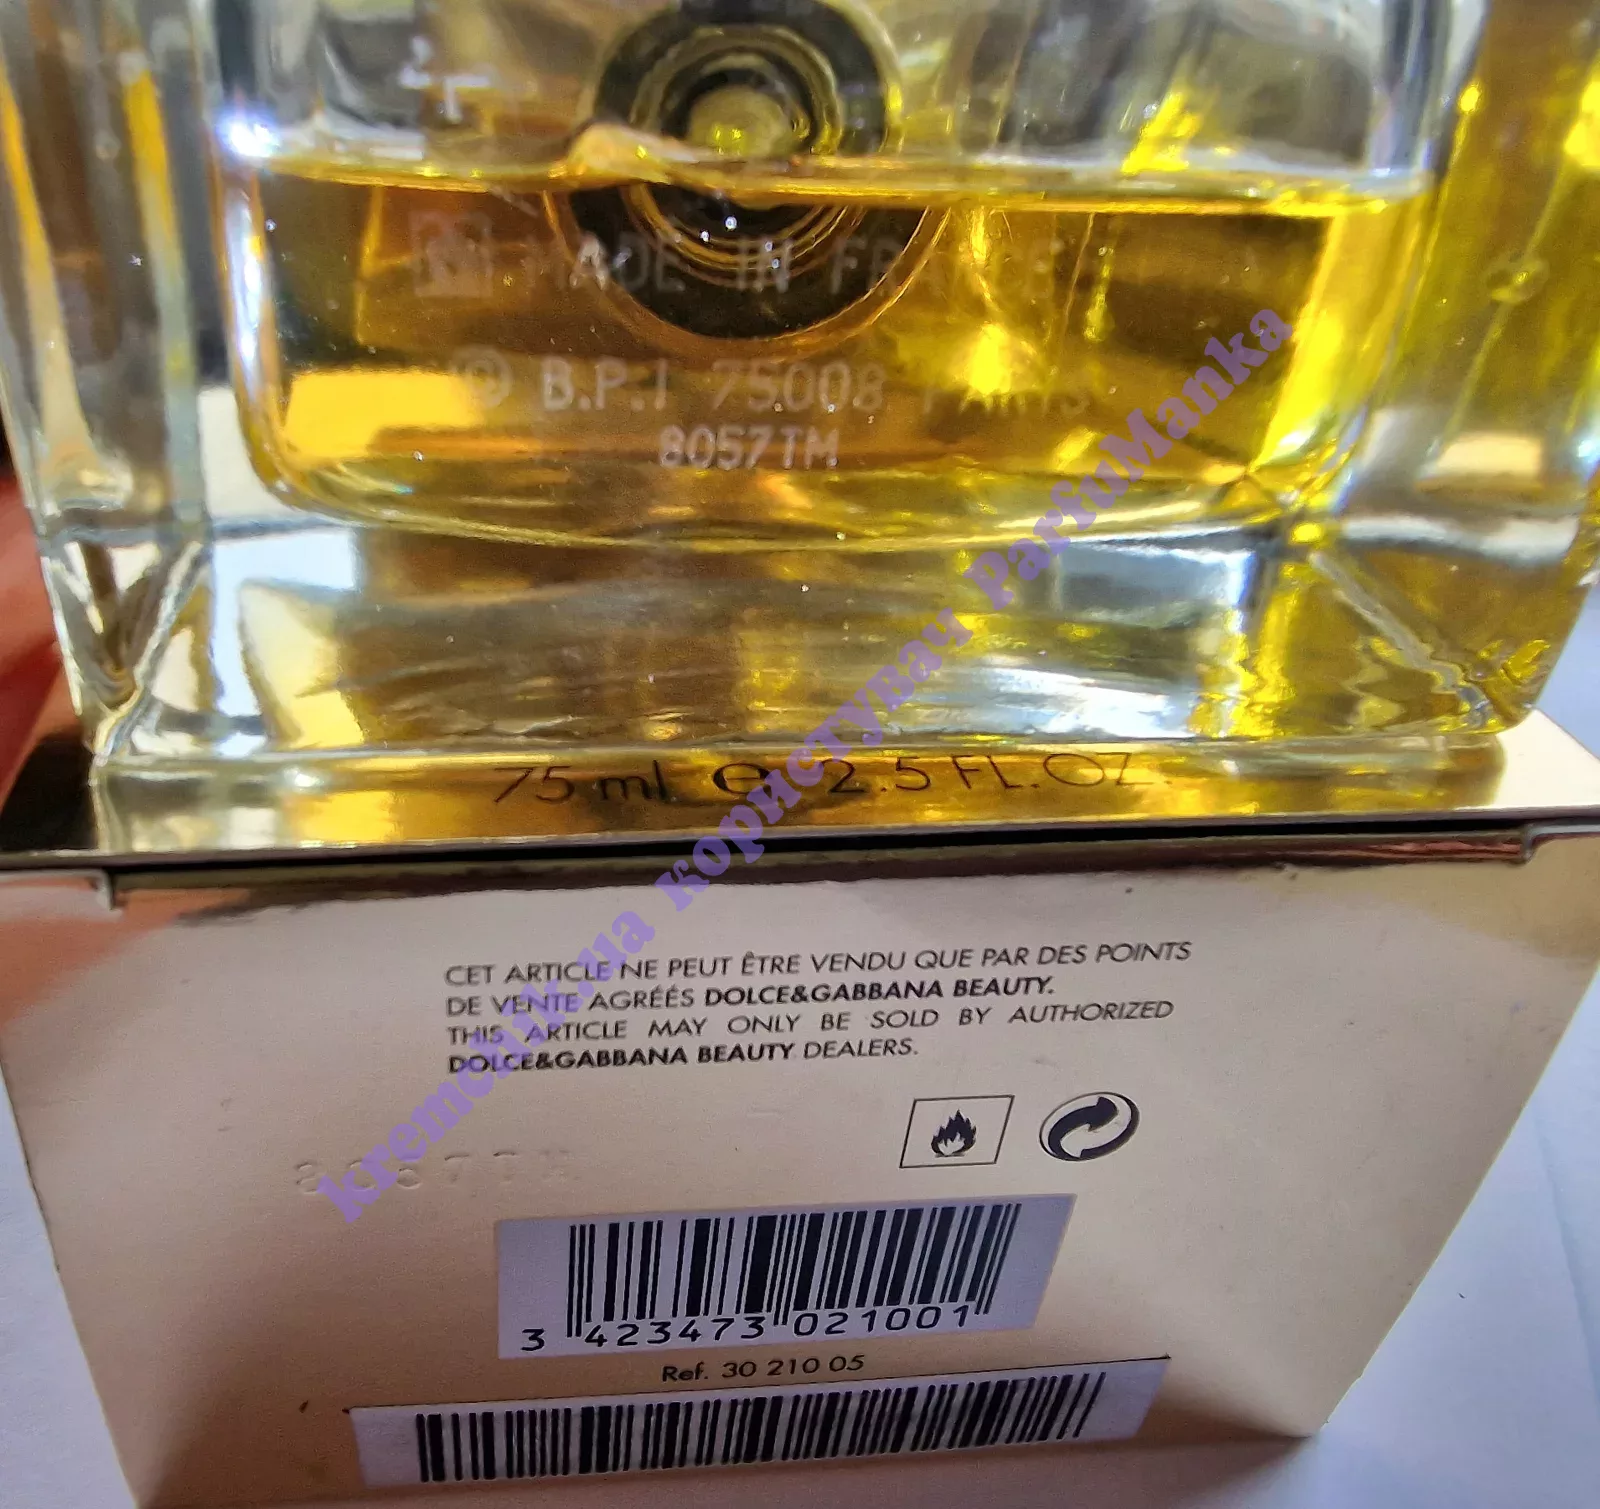 MADE IN FRANCE
© B.P.I 75008 PARIS
8057TM
75 ml ℮ 2.5 FL.OZ.
CET ARTICLE NE PEUT ÊTRE VENDU QUE PAR DES POINTS
DE VENTE AGRÉÉS DOLCE&GABBANA BEAUTY.
THIS ARTICLE MAY ONLY BE SOLD BY AUTHORIZED
DOLCE&GABBANA BEAUTY DEALERS.
3 423473 021001
Ref. 30 210 05
kremchik.ua користувач ParfuManka